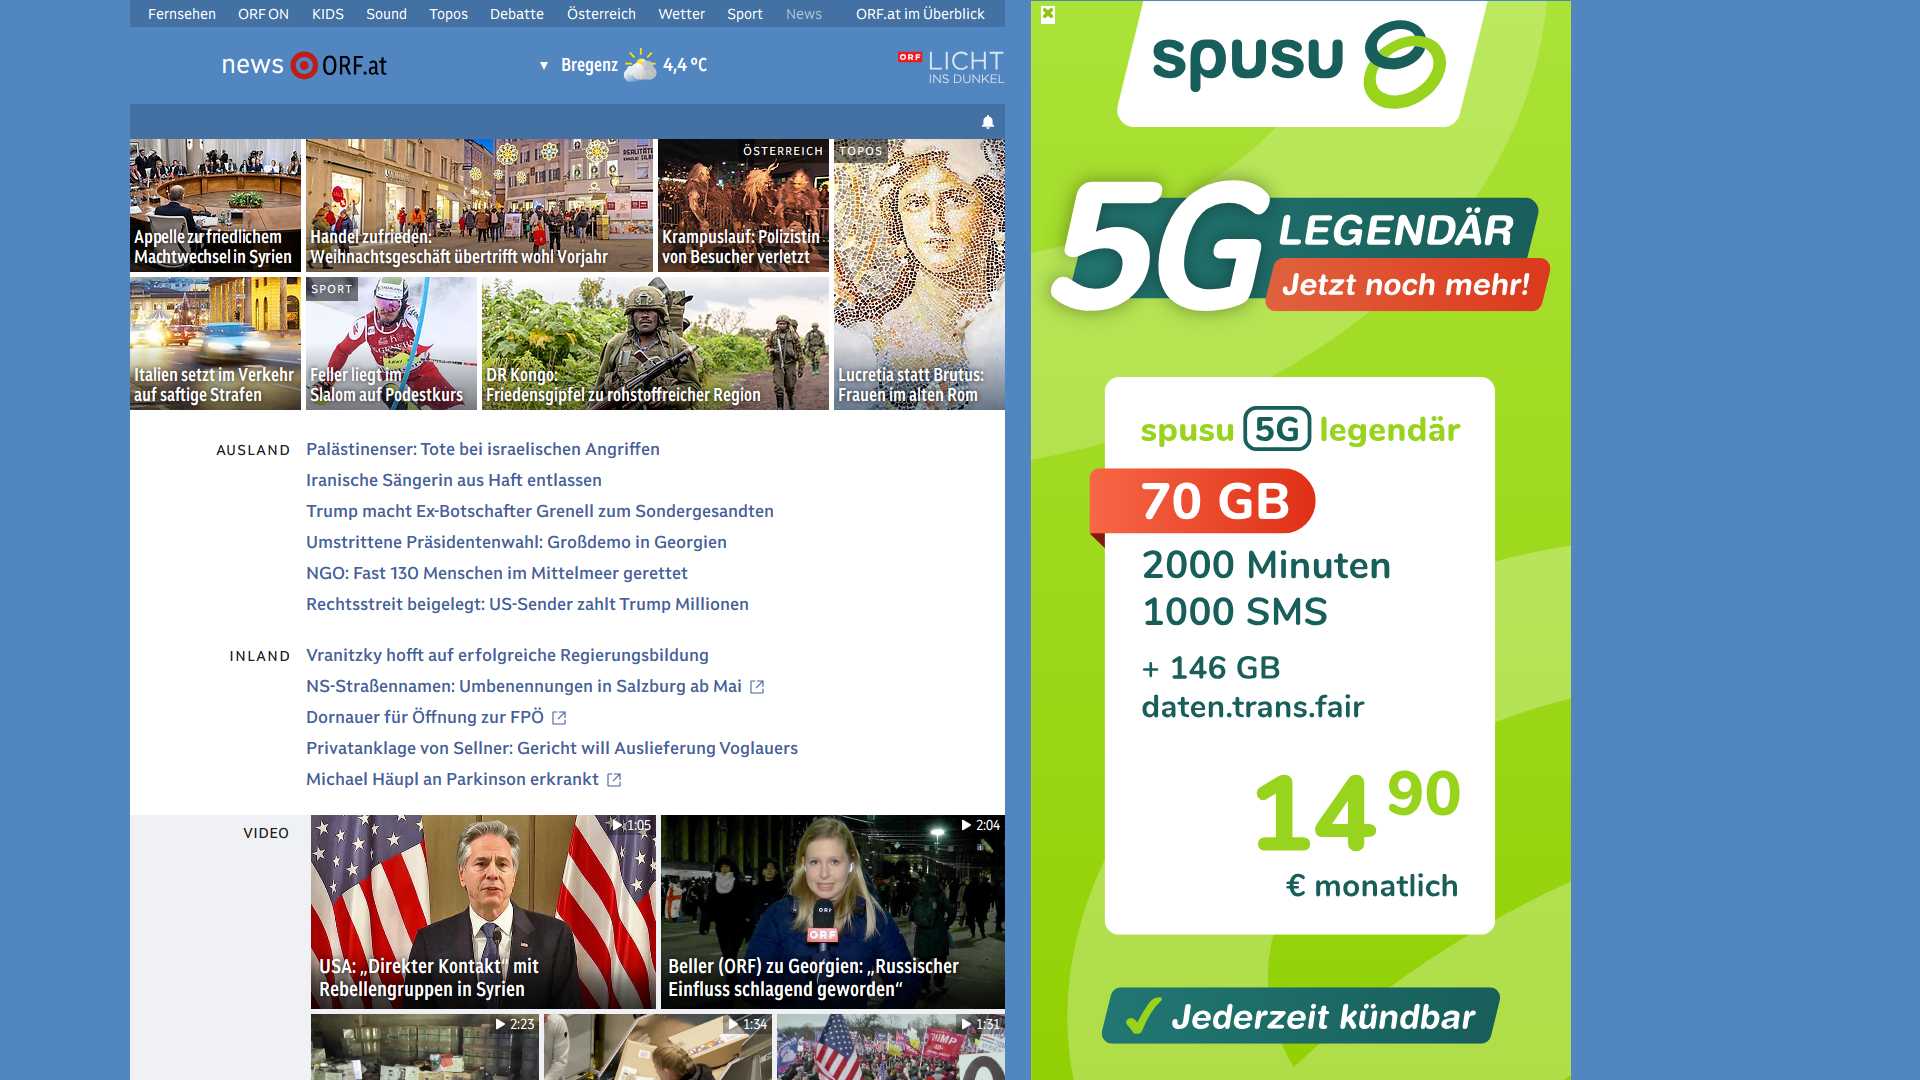 Fernsehen ORF ON KIDS Sound Topos Debatte Österreich Wetter Sport News ORF.at im Überblick
news ORF.at
▼ Bregenz 4,4 °C
ORF LICHT
INS DUNKEL
Appelle zu friedlichem
Machtwechsel in Syrien
Handel zufrieden:
Weihnachtsgeschäft übertrifft wohl Vorjahr
ÖSTERREICH
Krampuslauf: Polizistin
von Besucher verletzt
TOPOS
Lucretia statt Brutus:
Frauen im alten Rom
Italien setzt im Verkehr
auf saftige Strafen
SPORT
Feller liegt im
Slalom auf Podestkurs
DR Kongo:
Friedensgipfel zu rohstoffreicher Region
AUSLAND
Palästinenser: Tote bei israelischen Angriffen
Iranische Sängerin aus Haft entlassen
Trump macht Ex-Botschafter Grenell zum Sondergesandten
Umstrittene Präsidentenwahl: Großdemo in Georgien
NGO: Fast 130 Menschen im Mittelmeer gerettet
Rechtsstreit beigelegt: US-Sender zahlt Trump Millionen
INLAND
Vranitzky hofft auf erfolgreiche Regierungsbildung
NS-Straßennamen: Umbenennungen in Salzburg ab Mai
Dornauer für Öffnung zur FPÖ
Privatanklage von Sellner: Gericht will Auslieferung Voglauers
Michael Häupl an Parkinson erkrankt
VIDEO
1:05
USA: „Direkter Kontakt“ mit
Rebellengruppen in Syrien
2:04
ORF
ORF
Beller (ORF) zu Georgien: „Russischer
Einfluss schlagend geworden“
2:23
1:34
1:31
TRUMP
spusu
5G LEGENDÄR
Jetzt noch mehr!
spusu 5G legendär
70 GB
2000 Minuten
1000 SMS
+ 146 GB
daten.trans.fair
14 90
€ monatlich
Jederzeit kündbar